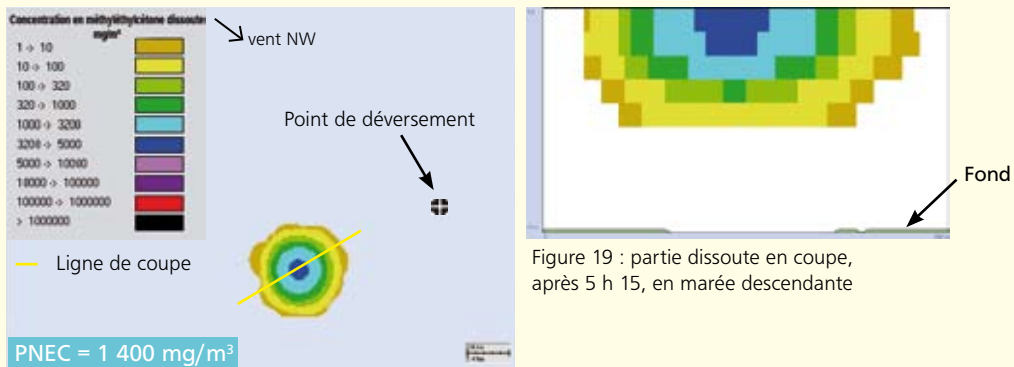 Concentration en méthyléthylcétone dissoute
mg/m³
1 -> 10
10 -> 100
100 -> 320
320 -> 1000
1000 -> 3200
3200 -> 5000
5000 -> 10000
10000 -> 100000
100000 -> 1000000
> 1000000
vent NW
Point de déversement
Ligne de coupe
PNEC = 1 400 mg/m³
Fond
Figure 19 : partie dissoute en coupe,
après 5 h 15, en marée descendante